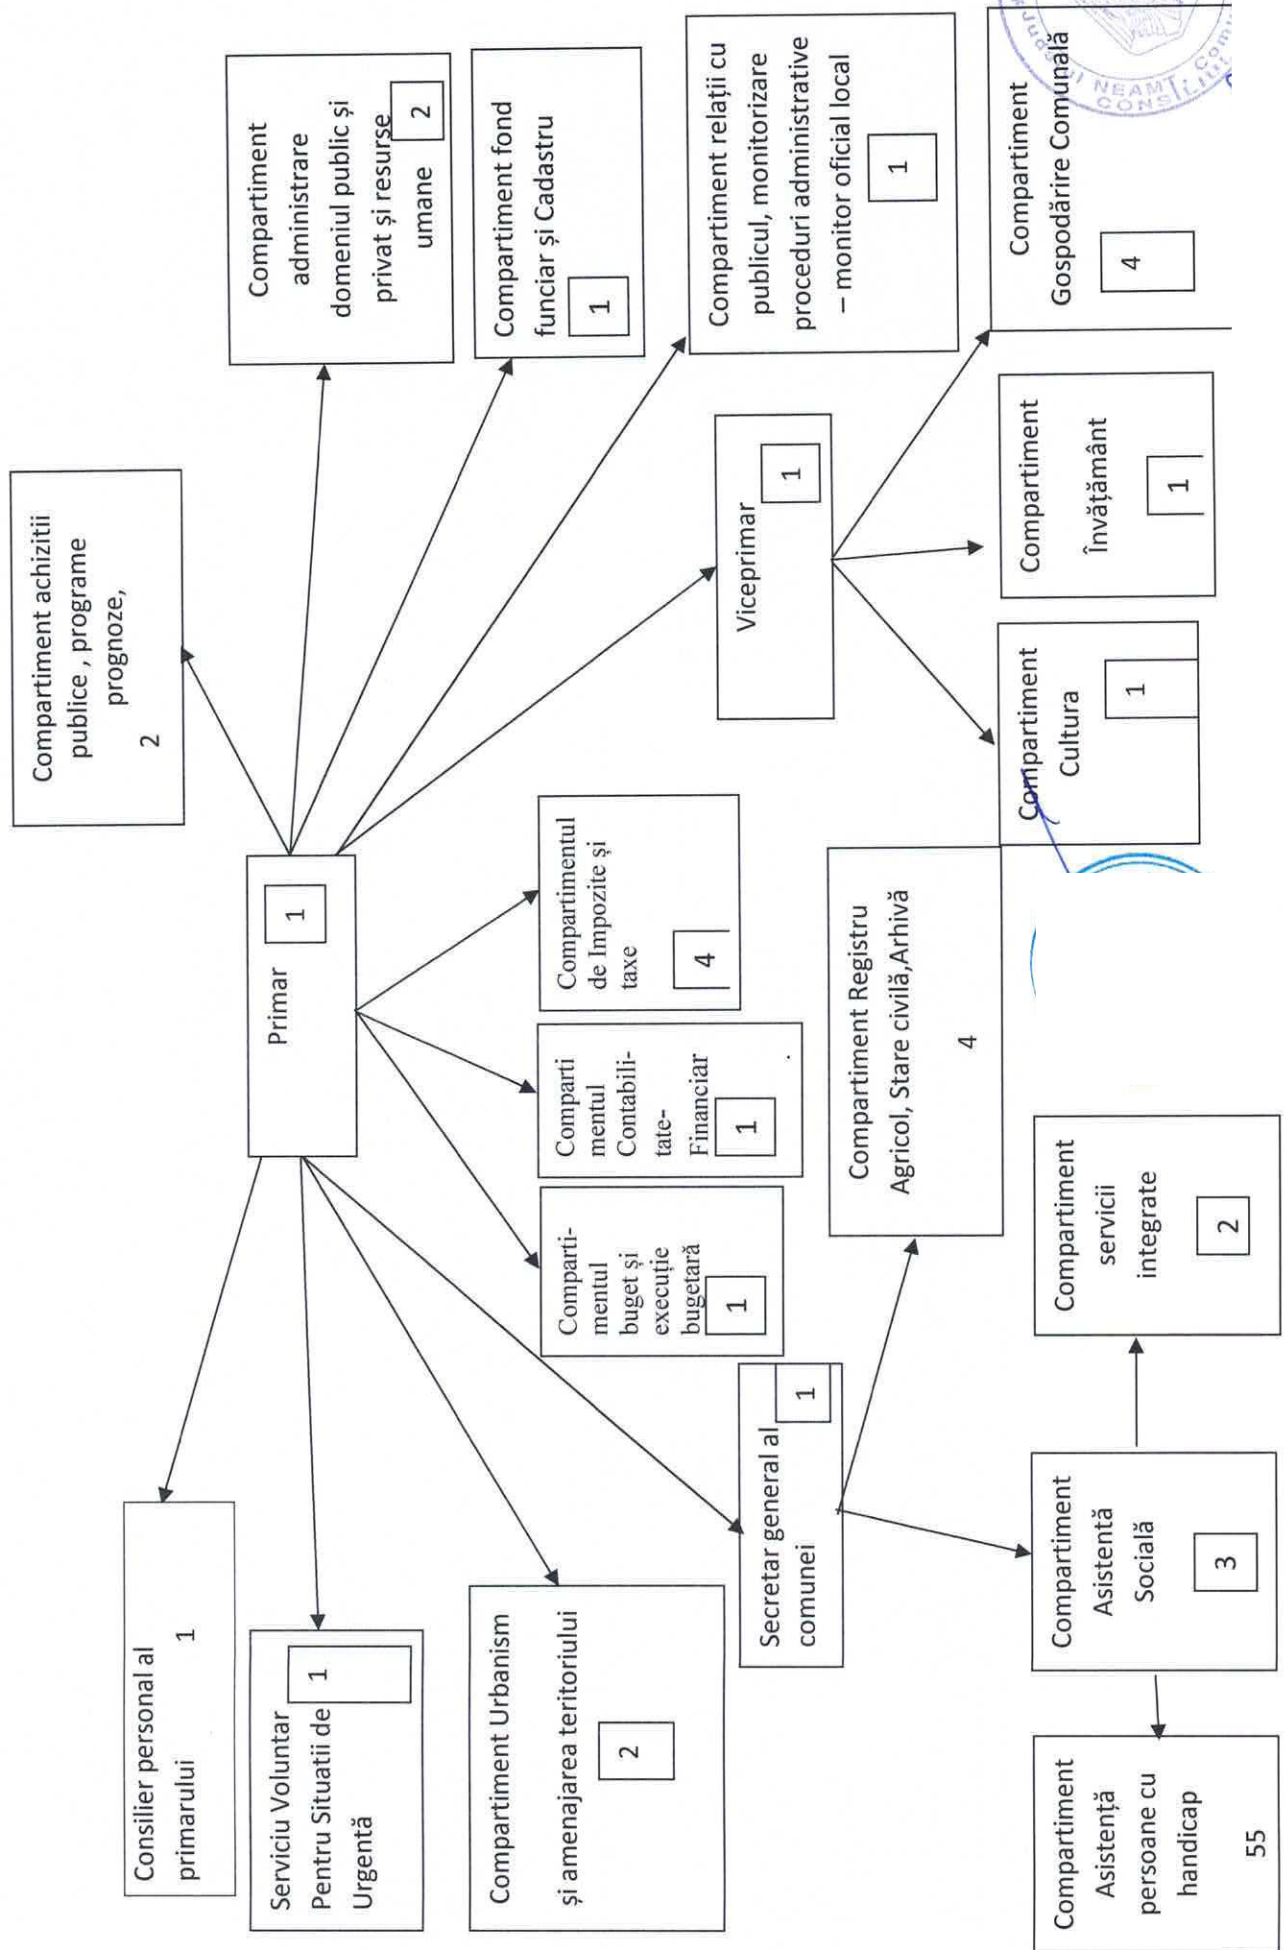 Compartiment achizitii
publice , programe
prognoze,
2
Consilier personal al
primarului 1
Primar 1
Compartiment
administrare
domeniul public și
privat și resurse
umane 2
Serviciu Voluntar
Pentru Situatii de
Urgentă
1
Compartiment fond
funciar și Cadastru
1
Compartiment Urbanism
și amenajarea teritoriului
2
Comparti-
mentul
buget și
execuție
bugetară
1
Comparti
mentul
Contabili-
tate-
Financiar
1
Compartimentul
de Impozite și
taxe
4
Compartiment relații cu
publicul, monitorizare
proceduri administrative
– monitor oficial local
1
Secretar general al
comunei
1
Viceprimar 1
Compartiment Registru
Agricol, Stare civilă,Arhivă
4
Compartiment
Cultura
1
Compartiment
Învățământ
1
Compartiment
Gospodărire Comunală
4
Compartiment
Asistență
persoane cu
handicap
55
Compartiment
Asistentă
Socială
3
Compartiment
servicii
integrate
2
NEAMȚ